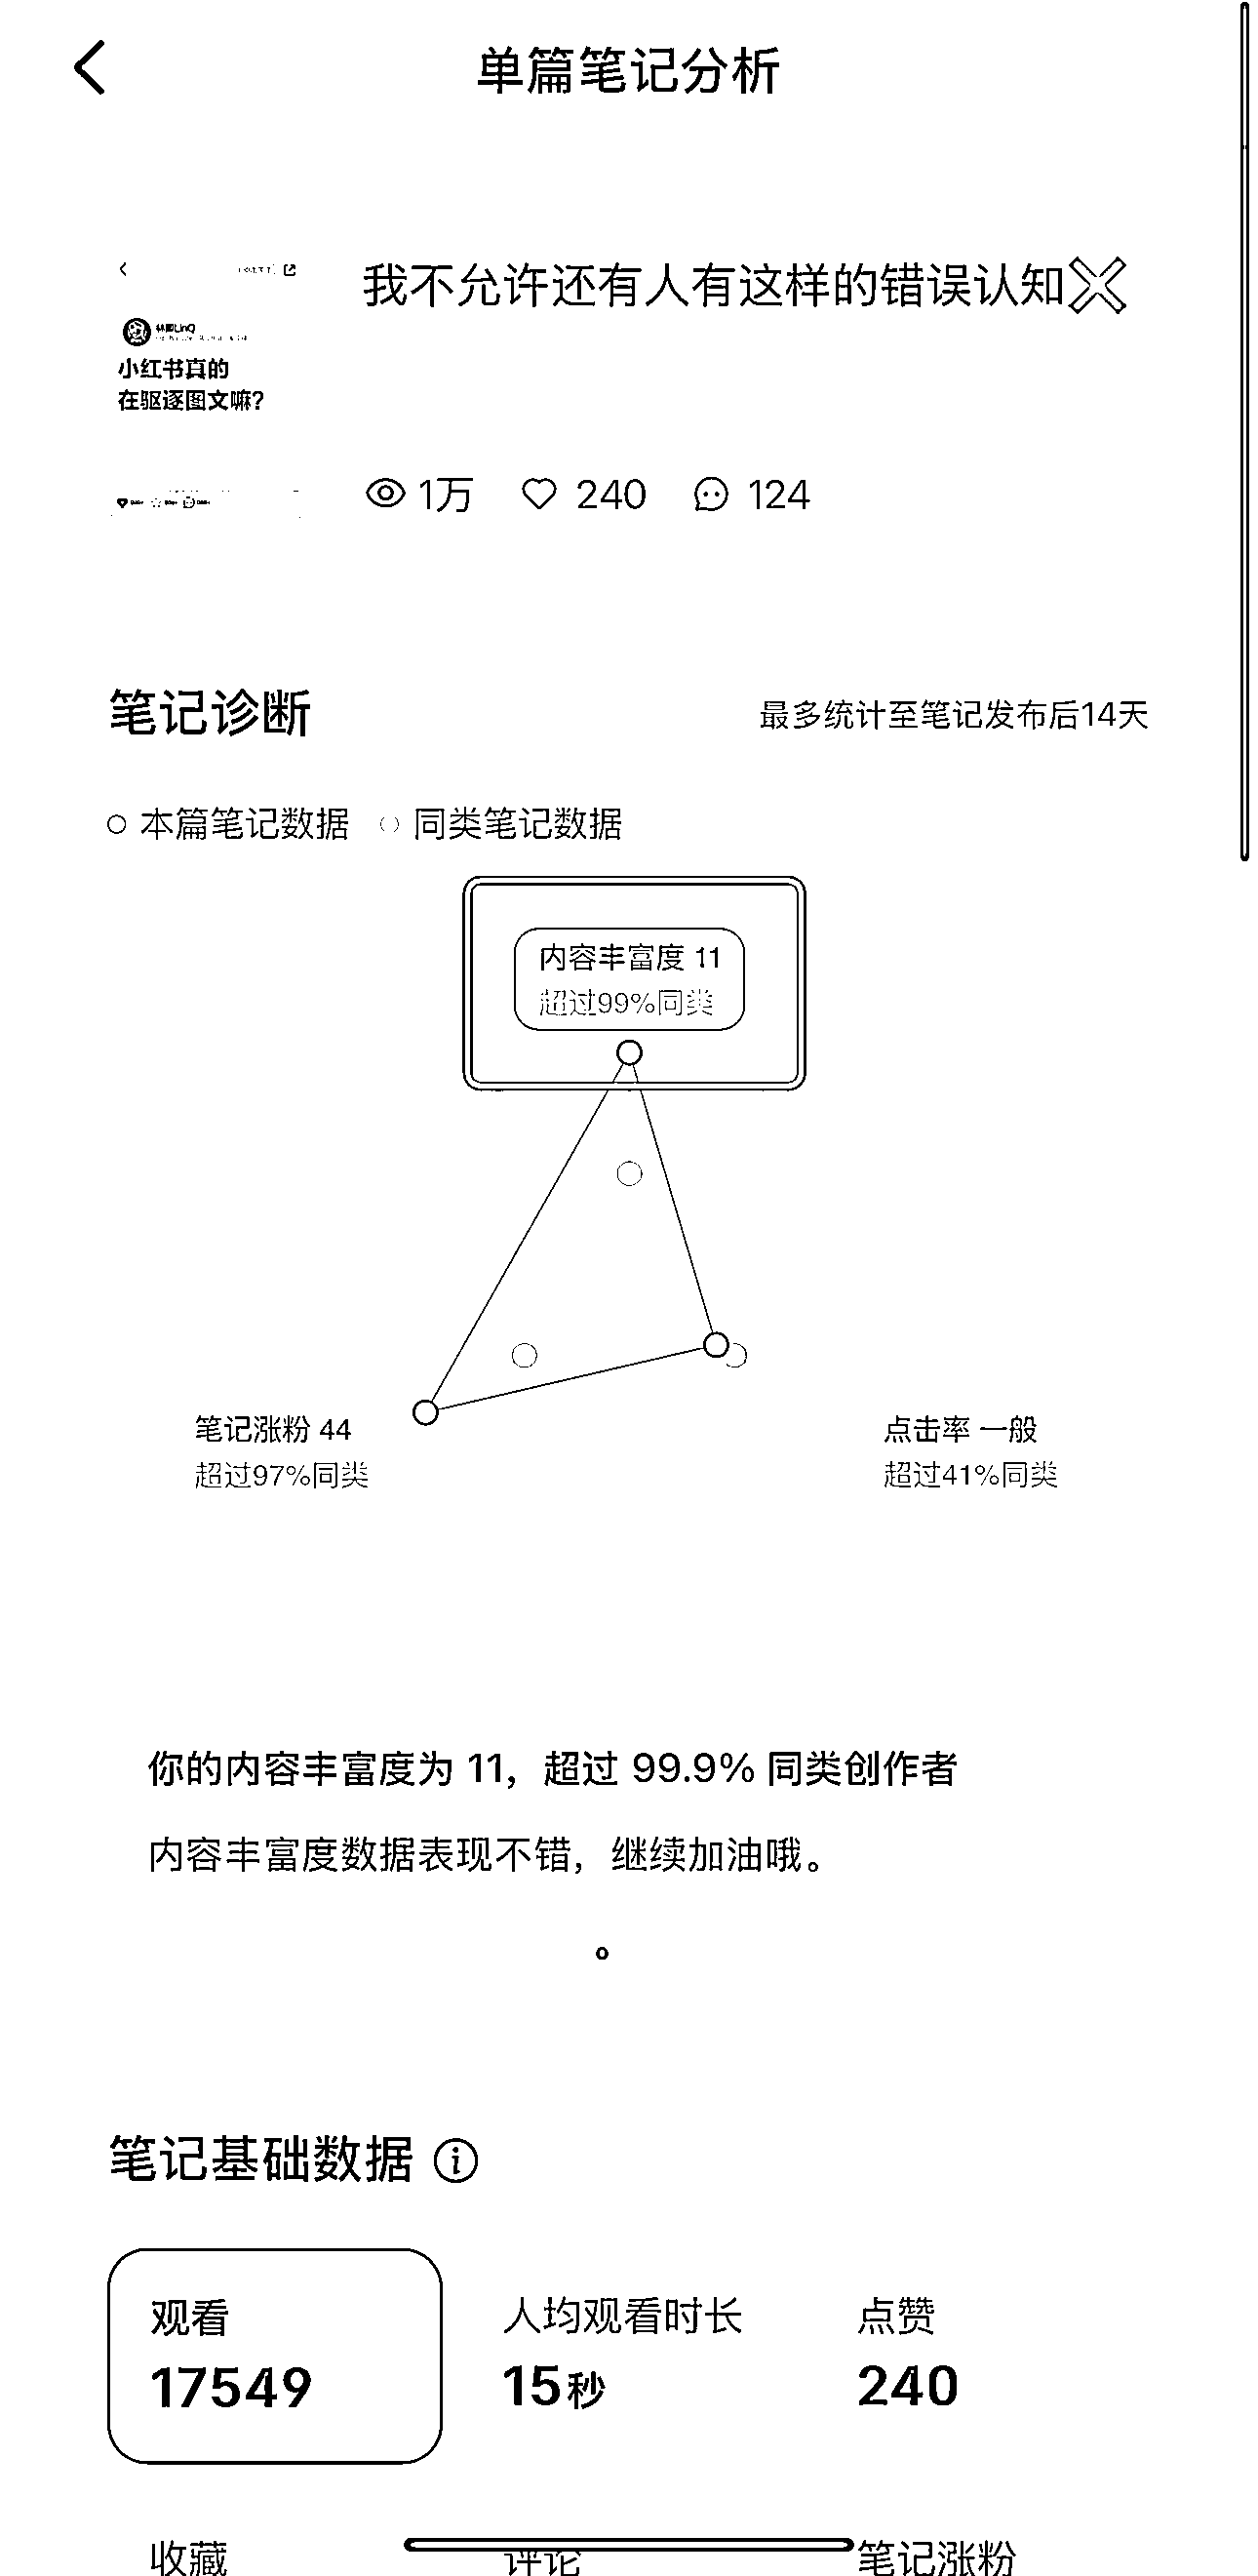 单篇笔记分析
我不允许还有人有这样的错误认知
小红书真的
在驱逐图文嘛?
1万 240 124
笔记诊断
最多统计至笔记发布后14天
本篇笔记数据 同类笔记数据
内容丰富度 11
超过99%同类
笔记涨粉 44
超过97%同类
点击率 一般
超过41%同类
你的内容丰富度为 11，超过 99.9% 同类创作者
内容丰富度数据表现不错，继续加油哦。
笔记基础数据
观看 人均观看时长 点赞
17549 15秒 240
收藏 评论 笔记涨粉